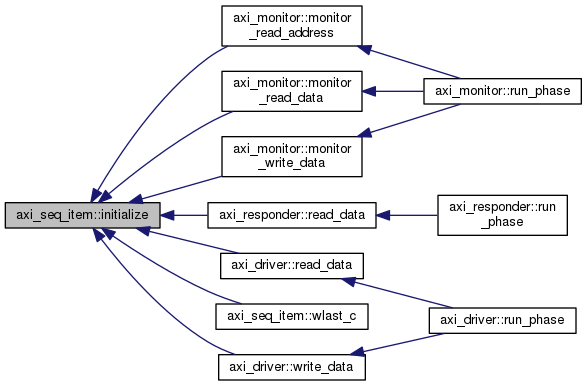 axi_monitor::monitor
_read_address
axi_monitor::monitor
_read_data
axi_monitor::run_phase
axi_monitor::monitor
_write_data
axi_seq_item::initialize
axi_responder::read_data
axi_responder::run
_phase
axi_driver::read_data
axi_seq_item::wlast_c
axi_driver::run_phase
axi_driver::write_data